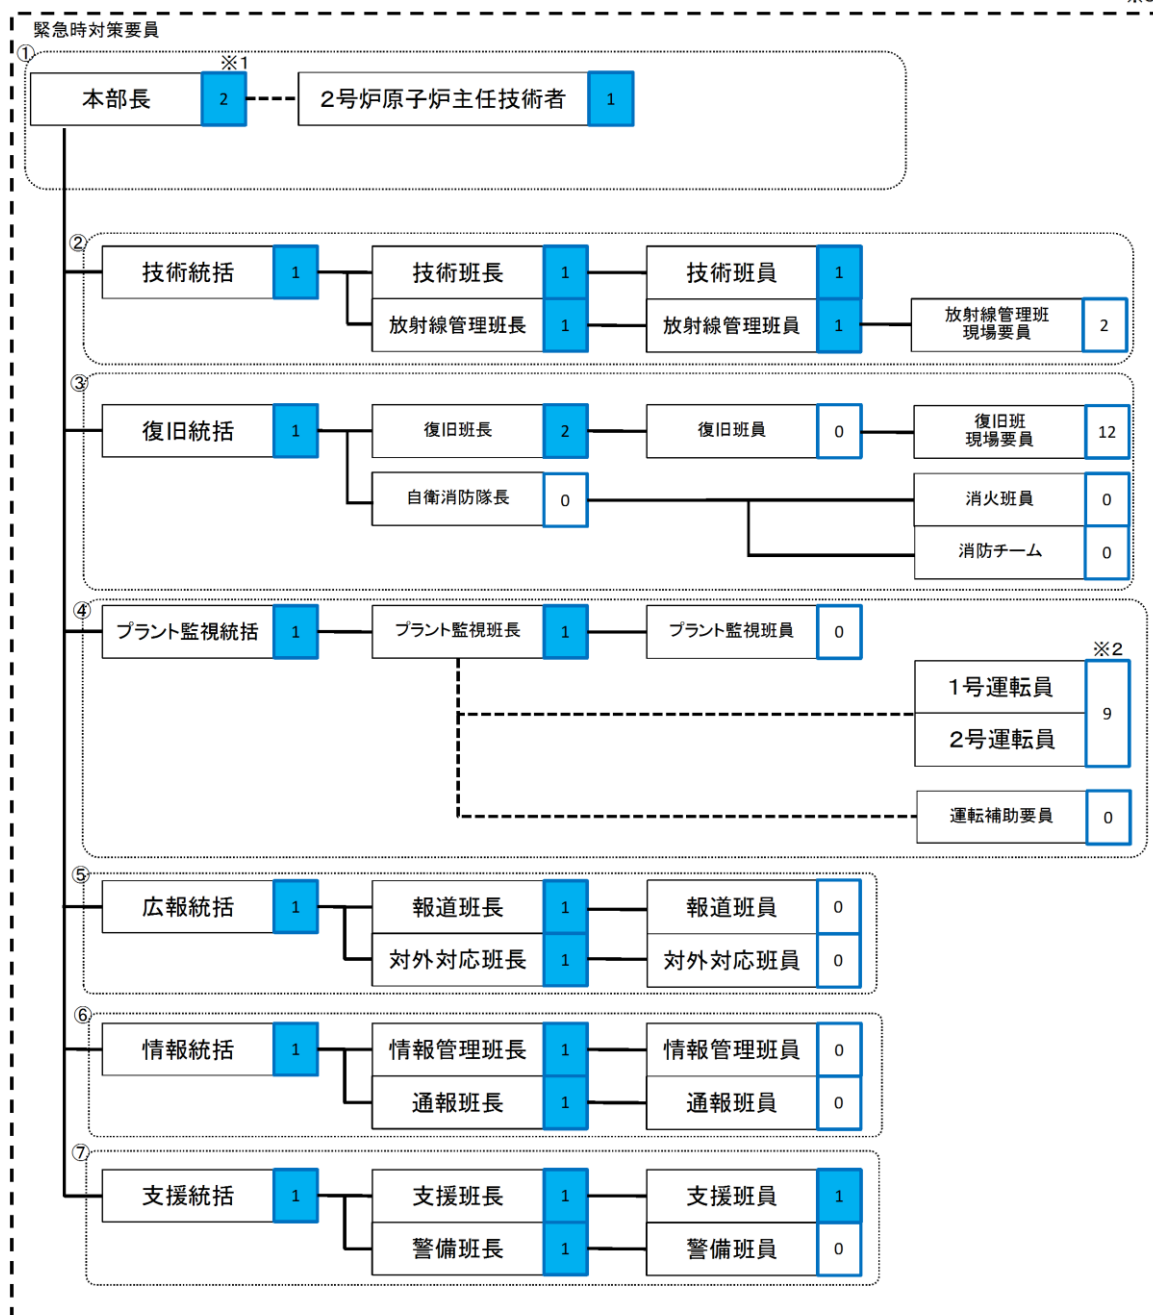 ※3
緊急時対策要員
①
※1
本部長 2
2号炉原子炉主任技術者 1
②
技術統括 1
技術班長 1
技術班員 1
放射線管理班長 1
放射線管理班員 1
放射線管理班
現場要員 2
③
復旧統括 1
復旧班長 2
復旧班員 0
復旧班
現場要員 12
自衛消防隊長 0
消火班員 0
消防チーム 0
④
プラント監視統括 1
プラント監視班長 1
プラント監視班員 0
※2
1号運転員
9
2号運転員
運転補助要員 0
⑤
広報統括 1
報道班長 1
報道班員 0
対外対応班長 1
対外対応班員 0
⑥
情報統括 1
情報管理班長 1
情報管理班員 0
通報班長 1
通報班員 0
⑦
支援統括 1
支援班長 1
支援班員 1
警備班長 1
警備班員 0